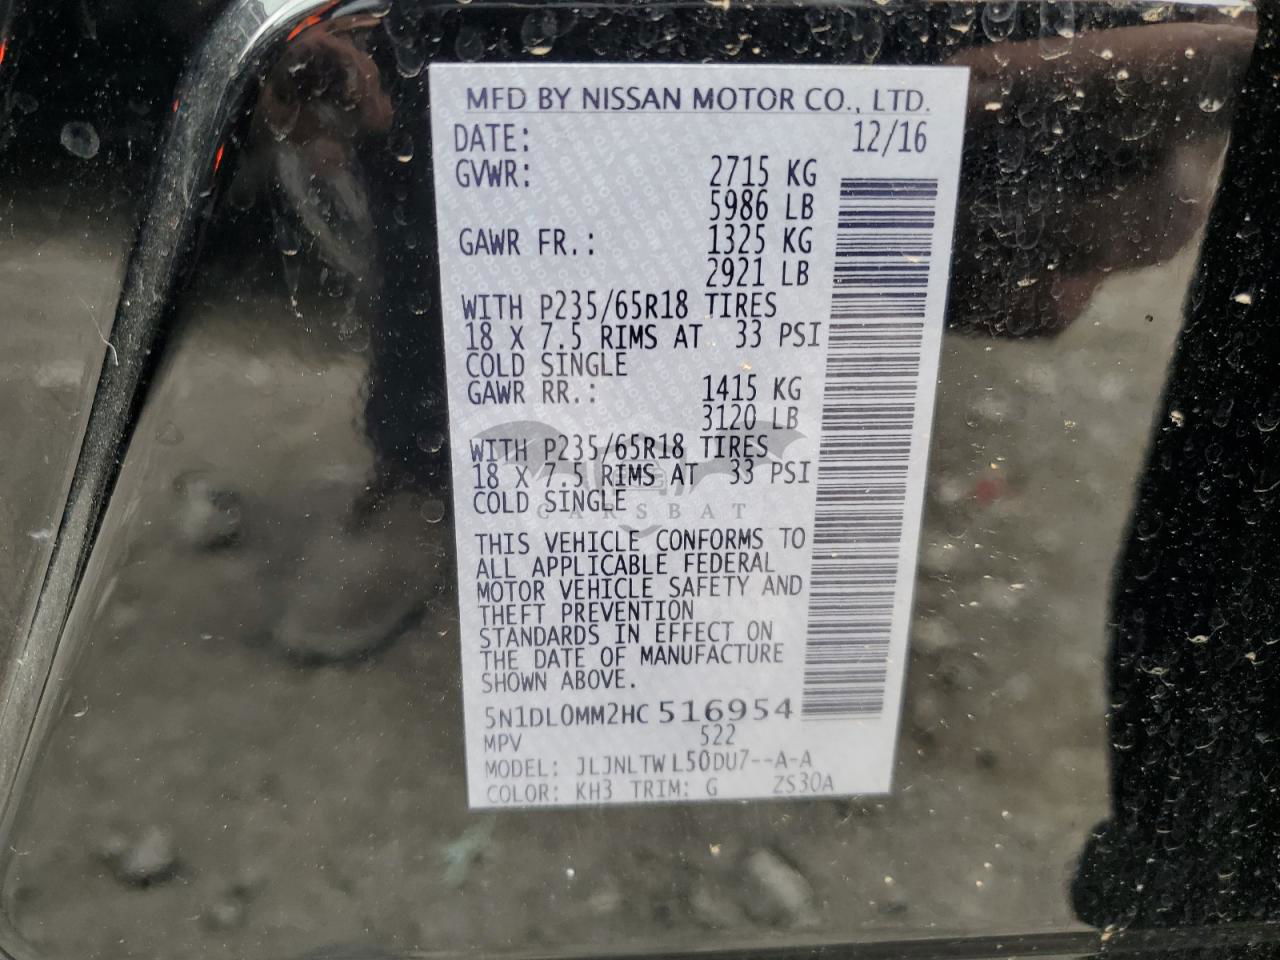 MFD BY NISSAN MOTOR CO., LTD.
DATE: 12/16
GVWR: 2715 KG
5986 LB
GAWR FR.: 1325 KG
2921 LB
WITH P235/65R18 TIRES
18 X 7.5 RIMS AT 33 PSI
COLD SINGLE
GAWR RR.: 1415 KG
3120 LB
WITH P235/65R18 TIRES
18 X 7.5 RIMS AT 33 PSI
COLD SINGLE
CARSBAT
THIS VEHICLE CONFORMS TO
ALL APPLICABLE FEDERAL
MOTOR VEHICLE SAFETY AND
THEFT PREVENTION
STANDARDS IN EFFECT ON
THE DATE OF MANUFACTURE
SHOWN ABOVE.
5N1DL0MM2HC 516954
MPV 522
MODEL: JLJNLTW L50DU7--A-A
COLOR: KH3 TRIM: G ZS30A